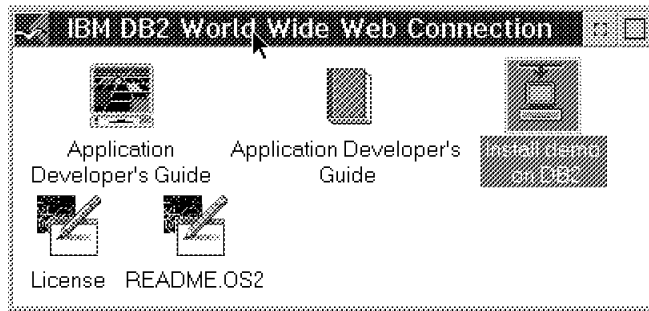 IBM DB2 World Wide Web Connection
Application
Developer's Guide
Application Developer's
Guide
Install demo
on DB2
License
README.OS2